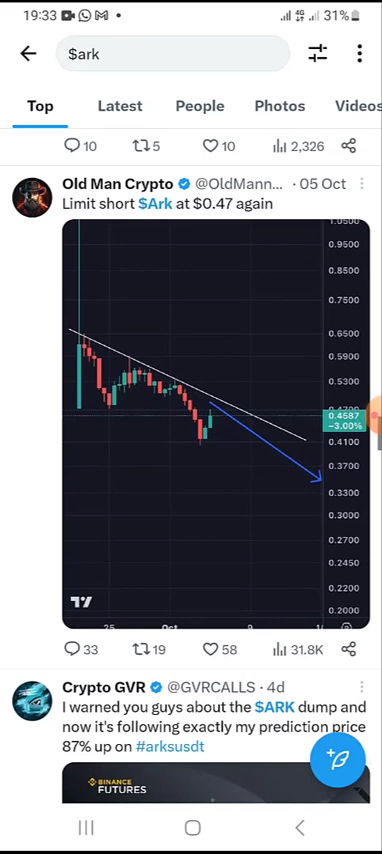 19:33 31%
$ark
Top Latest People Photos Videos
10 5 10 2,326
Old Man Crypto @OldMann... · 05 Oct
Limit short $Ark at $0.47 again
0.9500
0.8500
0.7500
0.6500
0.5900
0.5300
0.4587
−3.00%
0.4100
0.3700
0.3300
0.3000
0.2700
0.2450
0.2200
0.2000
25 Oct 9
33 19 58 31.8K
Crypto GVR @GVRCALLS · 4d
I warned you guys about the $ARK dump and
now it's following exactly my prediction price
87% up on #arksusdt
BINANCE
FUTURES